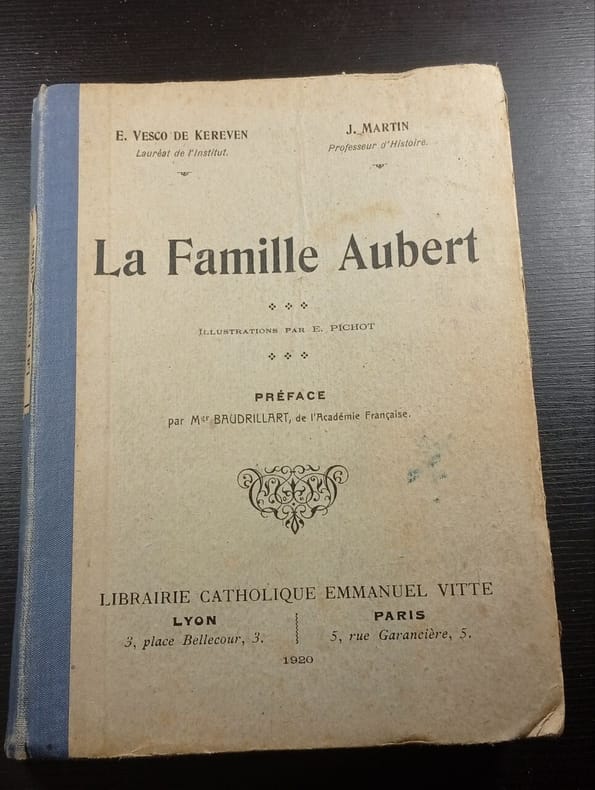 E. VESCO DE KEREVEN
Lauréat de l'Institut.
J. MARTIN
Professeur d'Histoire.
La Famille Aubert
ILLUSTRATIONS PAR E. PICHOT
PRÉFACE
par Mgr BAUDRILLART, de l'Académie Française.
LIBRAIRIE CATHOLIQUE EMMANUEL VITTE
LYON
3, place Bellecour, 3.
PARIS
5, rue Garancière, 5.
1920